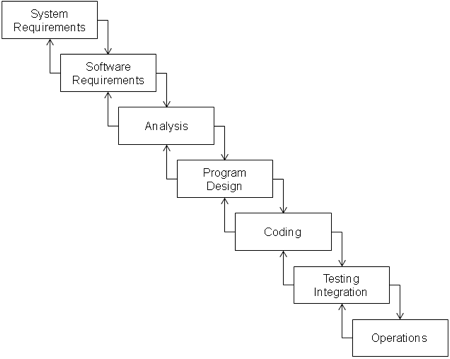 System
Requirements
Software
Requirements
Analysis
Program
Design
Coding
Testing
Integration
Operations